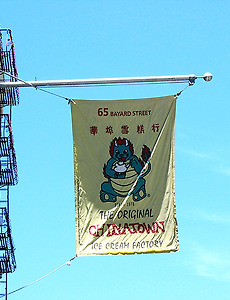 65 BAYARD STREET
華埠雪糕行
THE ORIGINAL
CHINATOWN
ICE CREAM FACTORY